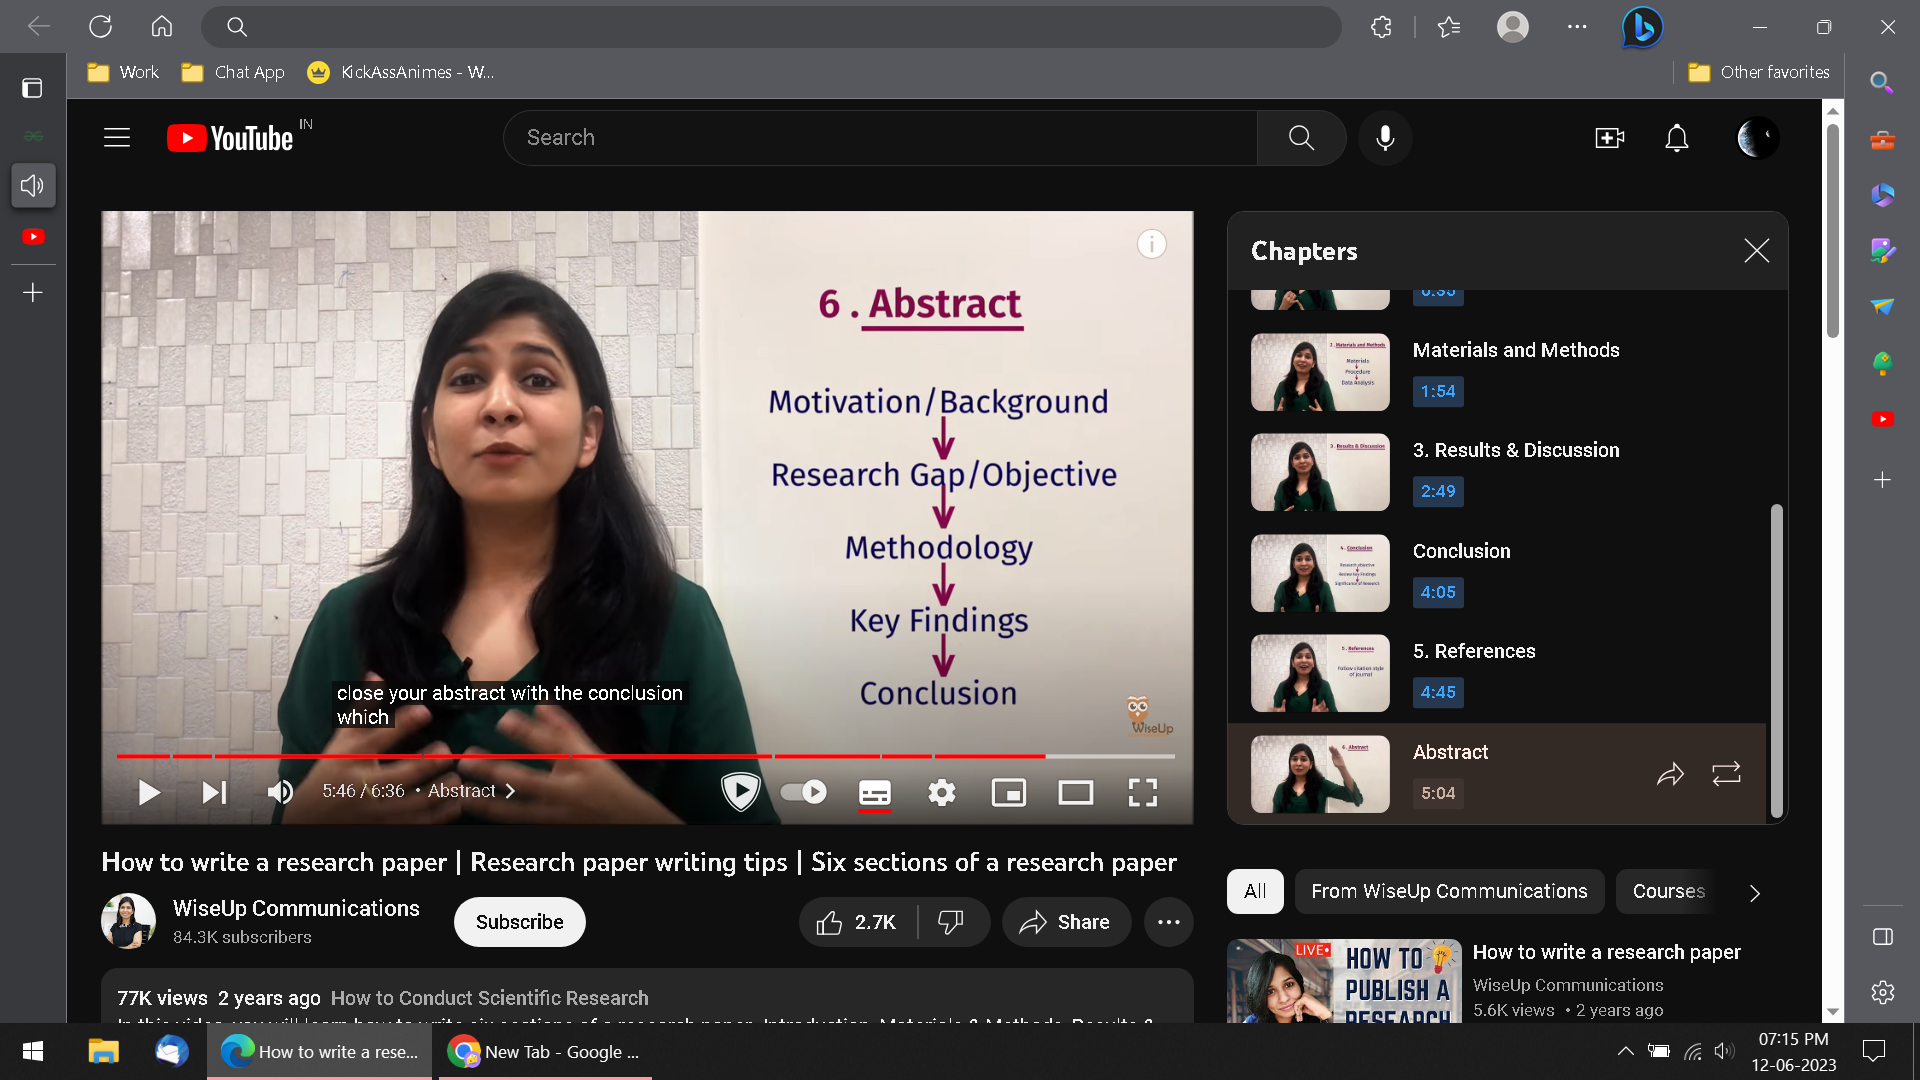 Work
Chat App
KickAssAnimes - W...
Other favorites
YouTube IN
Search
6 . Abstract
Motivation/Background
Research Gap/Objective
Methodology
Key Findings
Conclusion
WiseUp
close your abstract with the conclusion
which
5:46 / 6:36 • Abstract
Chapters
Materials and Methods
1:54
3. Results & Discussion
2:49
Conclusion
4:05
5. References
4:45
Abstract
5:04
How to write a research paper | Research paper writing tips | Six sections of a research paper
WiseUp Communications
84.3K subscribers
Subscribe
2.7K
Share
77K views 2 years ago How to Conduct Scientific Research
All
From WiseUp Communications
Courses
LIVE
HOW TO
PUBLISH A
RESEARCH
How to write a research paper
WiseUp Communications
5.6K views • 2 years ago
How to write a rese...
New Tab - Google ...
07:15 PM
12-06-2023